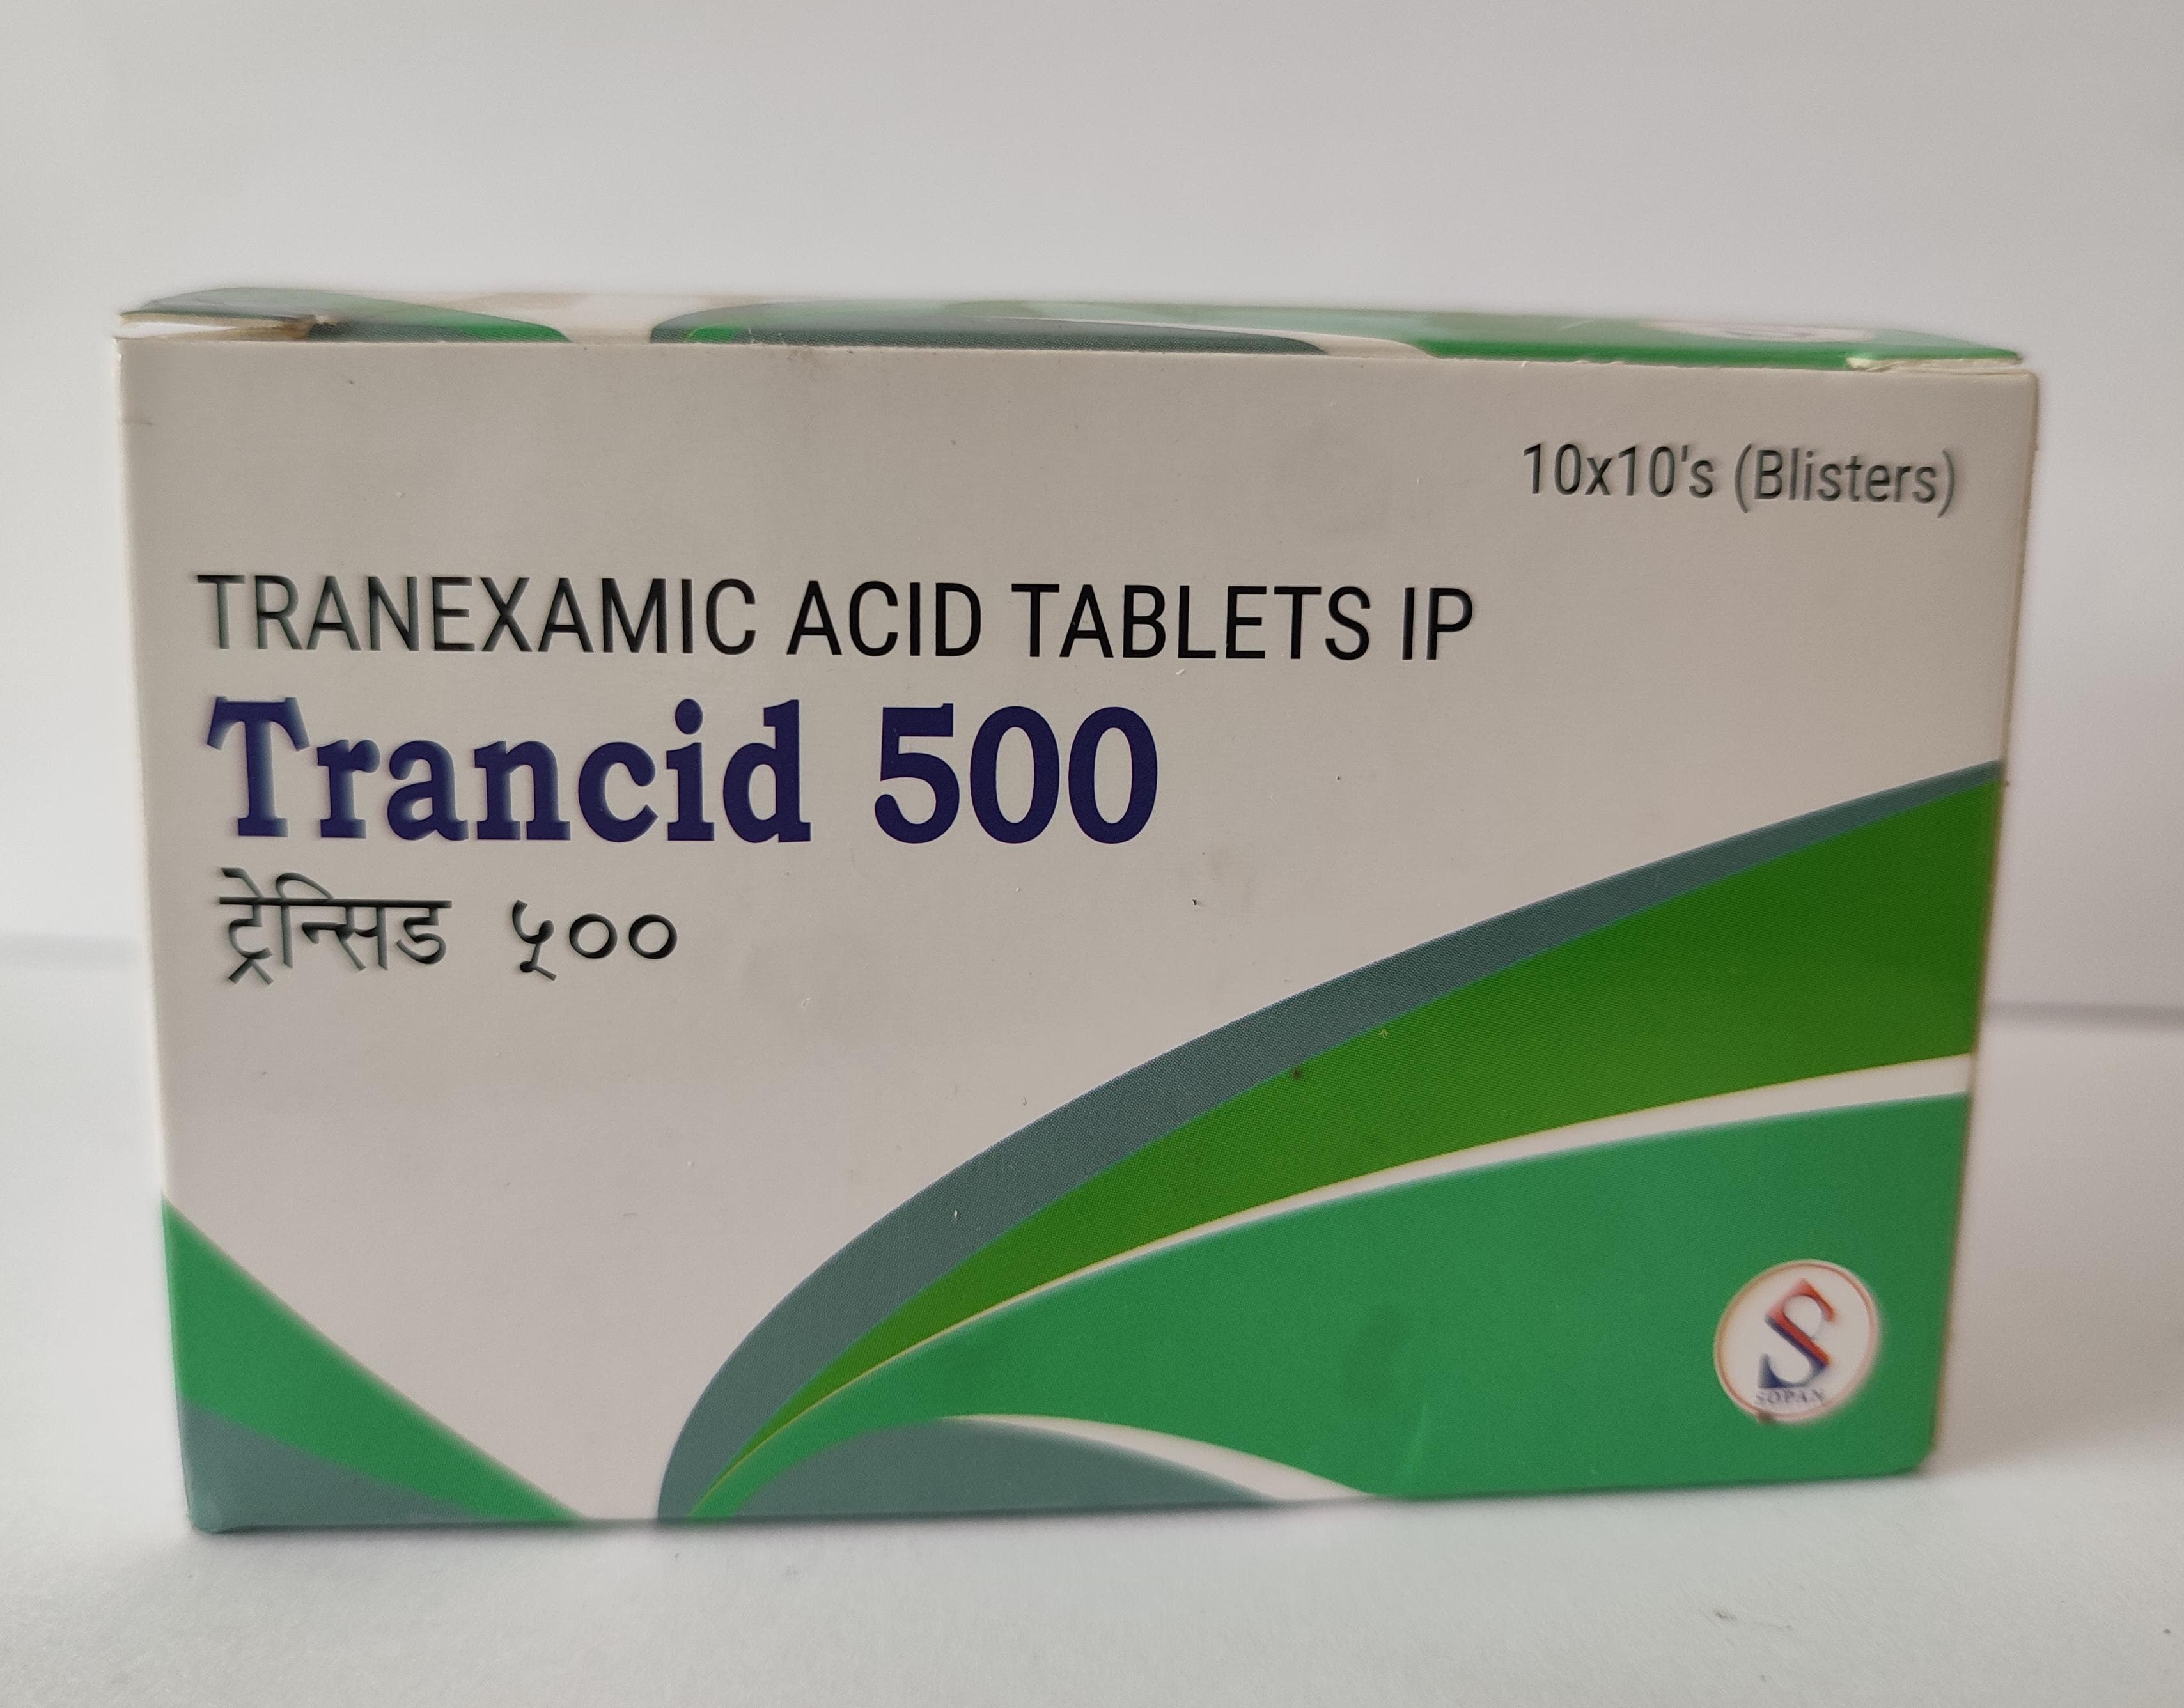 10x10's (Blisters)
TRANEXAMIC ACID TABLETS IP
Trancid 500
ट्रेन्सिड ५००
SOPAN